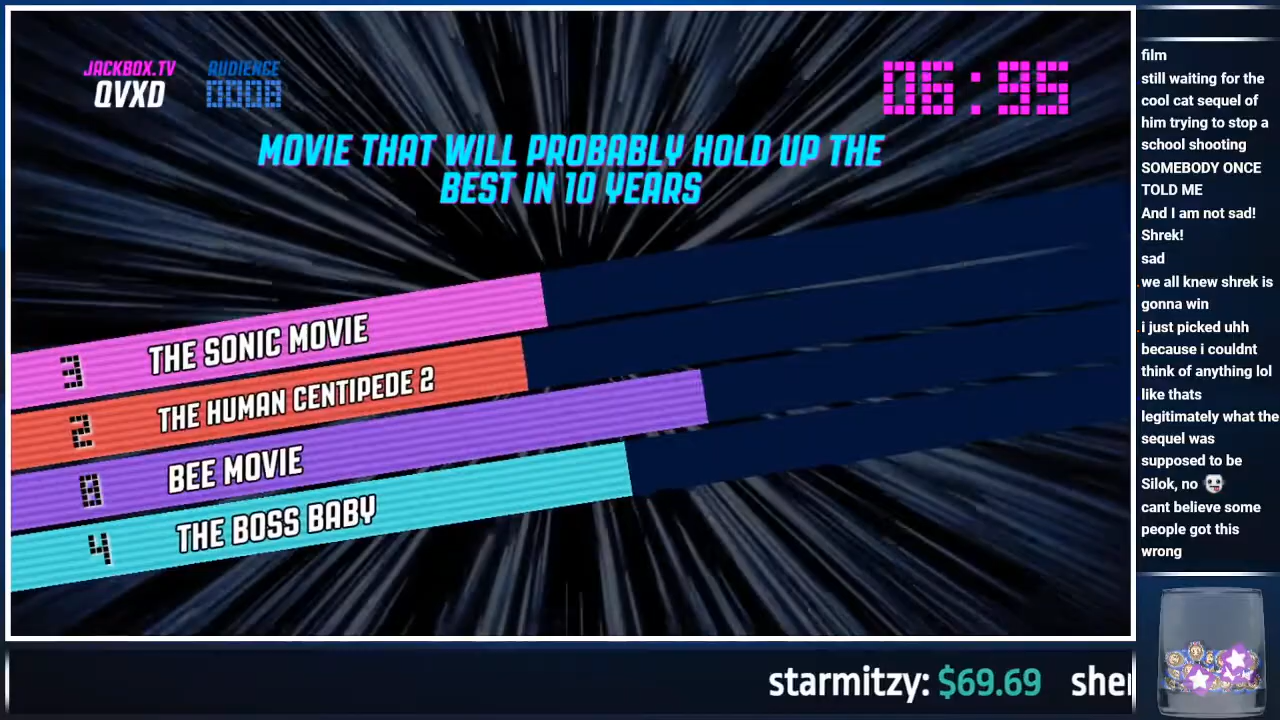 JACKBOX.TV
QVXD
AUDIENCE
0008
06:95
MOVIE THAT WILL PROBABLY HOLD UP THE
BEST IN 10 YEARS
3 THE SONIC MOVIE
2 THE HUMAN CENTIPEDE 2
0 BEE MOVIE
4 THE BOSS BABY
film
still waiting for the
cool cat sequel of
him trying to stop a
school shooting
SOMEBODY ONCE
TOLD ME
And I am not sad!
Shrek!
sad
we all knew shrek is
gonna win
i just picked uhh
because i couldnt
think of anything lol
like thats
legitimately what the
sequel was
supposed to be
Silok, no
cant believe some
people got this
wrong
starmitzy: $69.69 sher